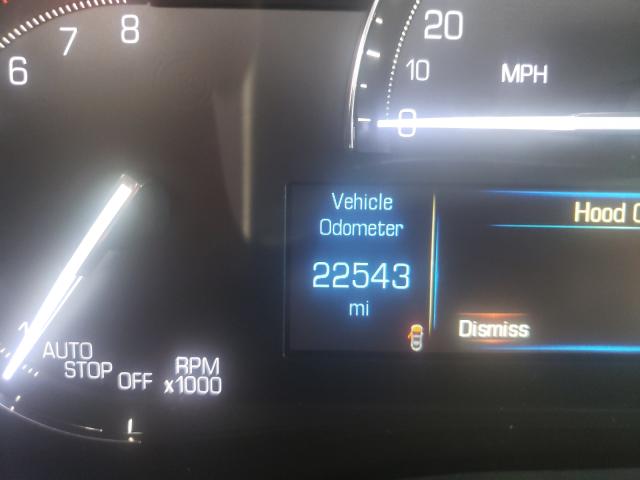 6
7
8
20
10
0
MPH
Vehicle
Odometer
22543
mi
Hood
Dismiss
AUTO
STOP
OFF
RPM
x1000